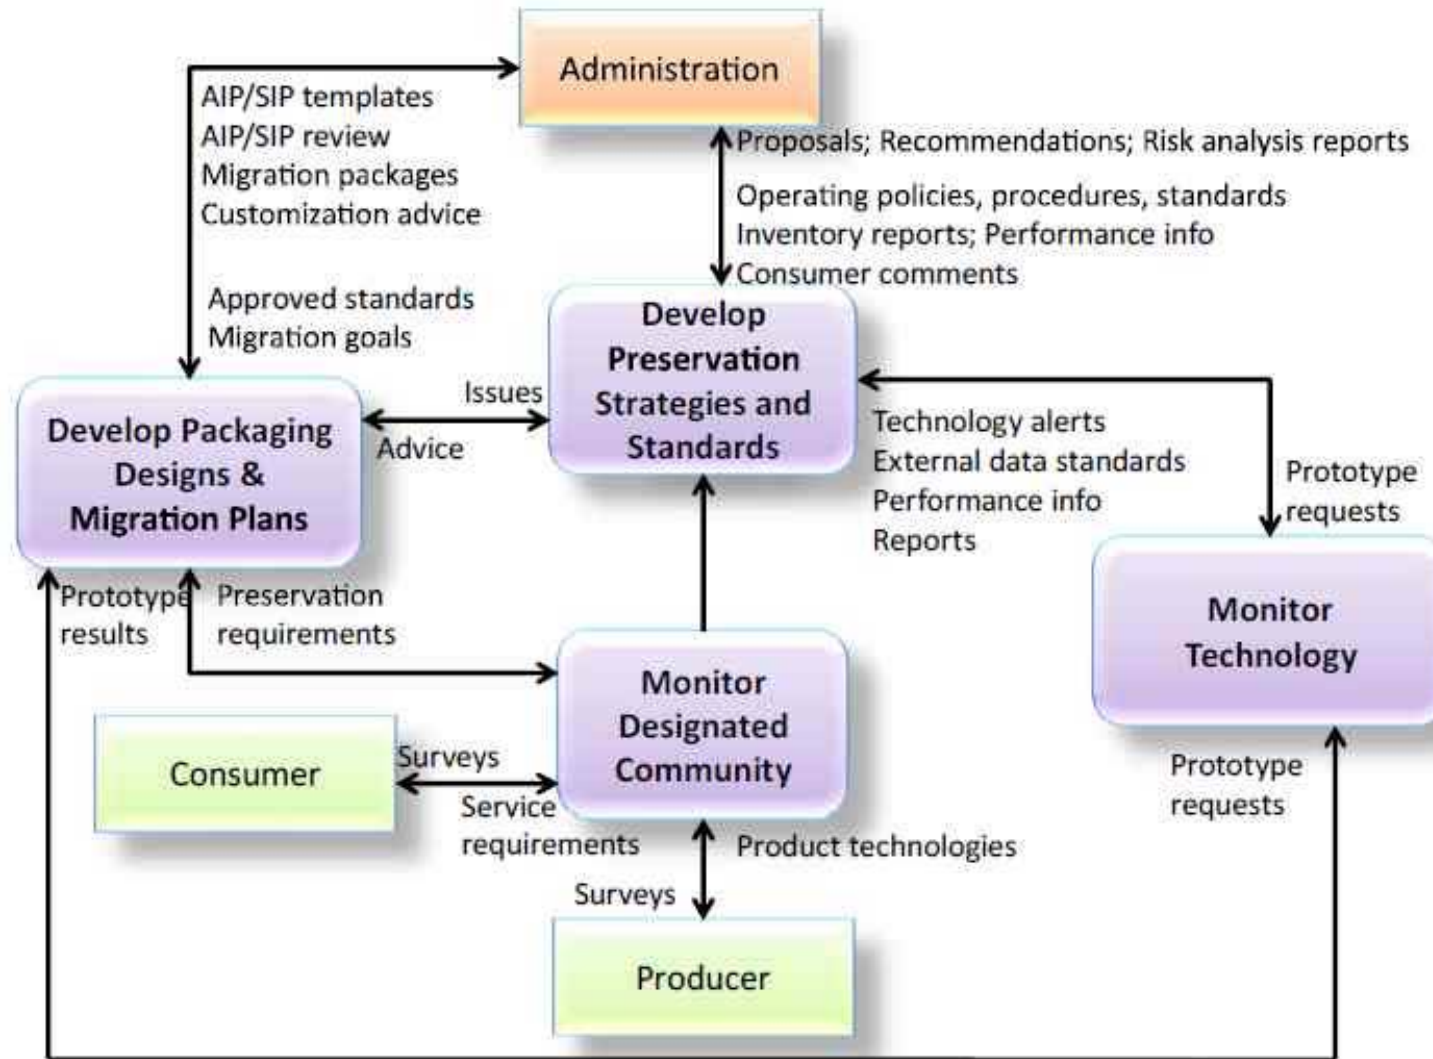 Administration
AIP/SIP templates
AIP/SIP review
Migration packages
Customization advice
Proposals; Recommendations; Risk analysis reports
Operating policies, procedures, standards
Inventory reports; Performance info
Consumer comments
Approved standards
Migration goals
Develop
Preservation
Strategies and
Standards
Issues
Advice
Develop Packaging
Designs &
Migration Plans
Technology alerts
External data standards
Performance info
Reports
Prototype
requests
Prototype
results
Preservation
requirements
Monitor
Technology
Monitor
Designated
Community
Consumer
Surveys
Service
requirements
Prototype
requests
Product technologies
Surveys
Producer